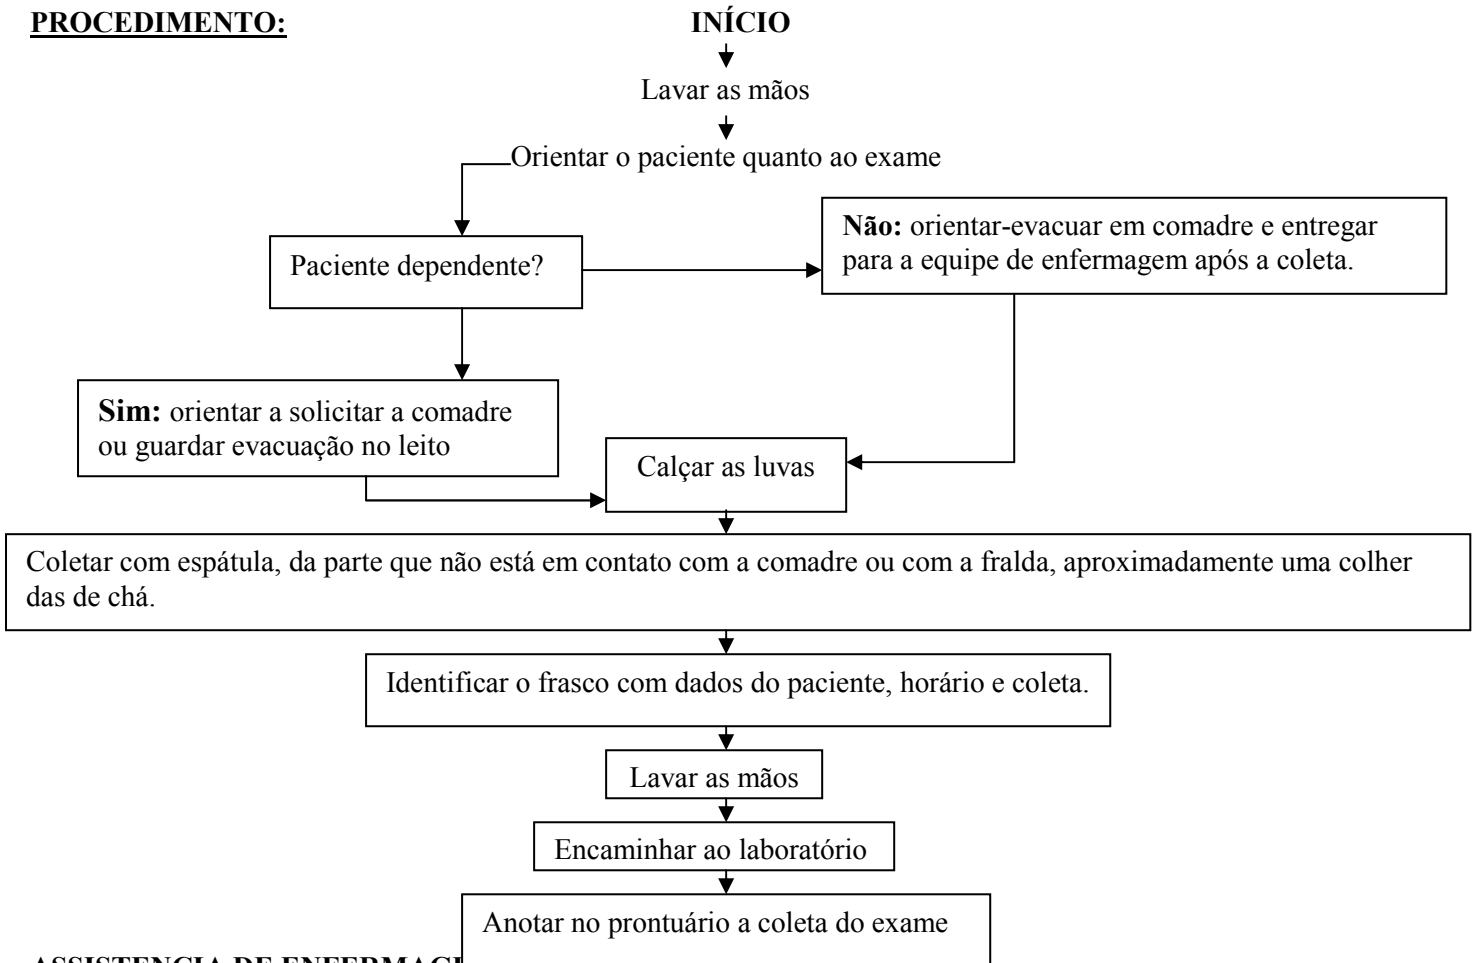 PROCEDIMENTO:
INÍCIO
Lavar as mãos
Orientar o paciente quanto ao exame
Não: orientar-evacuar em comadre e entregar
para a equipe de enfermagem após a coleta.
Paciente dependente?
Sim: orientar a solicitar a comadre
ou guardar evacuação no leito
Calçar as luvas
Coletar com espátula, da parte que não está em contato com a comadre ou com a fralda, aproximadamente uma colher
das de chá.
Identificar o frasco com dados do paciente, horário e coleta.
Lavar as mãos
Encaminhar ao laboratório
Anotar no prontuário a coleta do exame
ASSISTENCIA DE